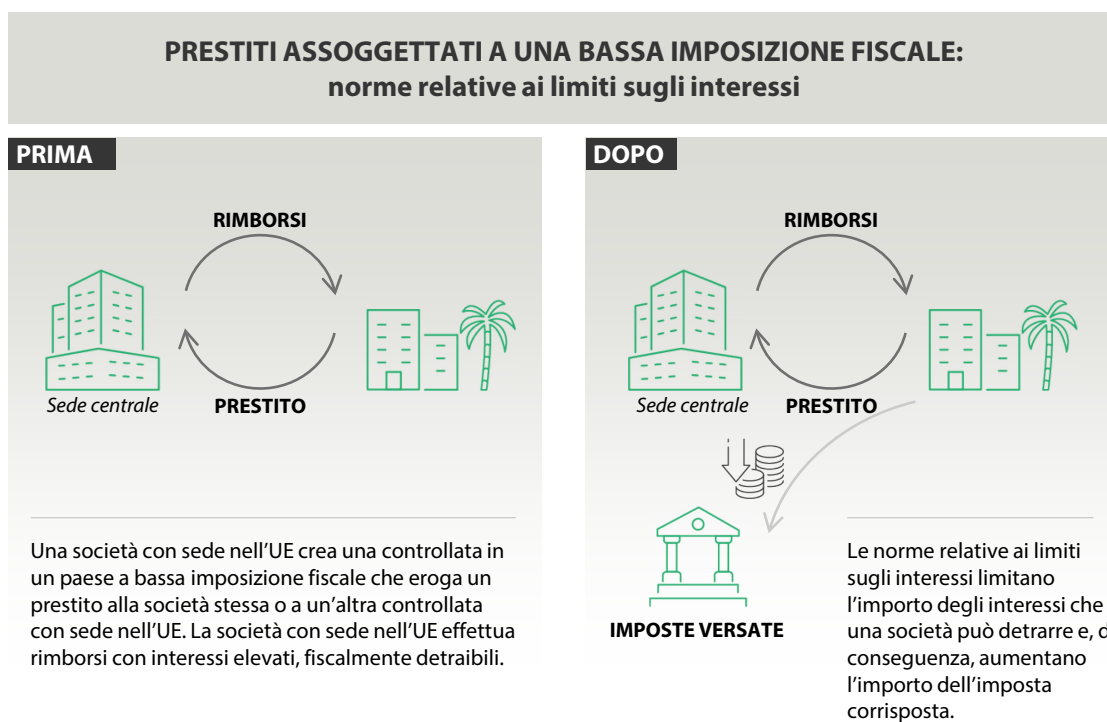 PRESTITI ASSOGGETTATI A UNA BASSA IMPOSIZIONE FISCALE:
norme relative ai limiti sugli interessi
PRIMA
RIMBORSI
Sede centrale
PRESTITO
Una società con sede nell’UE crea una controllata in
un paese a bassa imposizione fiscale che eroga un
prestito alla società stessa o a un’altra controllata
con sede nell’UE. La società con sede nell’UE effettua
rimborsi con interessi elevati, fiscalmente detraibili.
DOPO
RIMBORSI
Sede centrale
PRESTITO
IMPOSTE VERSATE
Le norme relative ai limiti
sugli interessi limitano
l’importo degli interessi che
una società può detrarre e,
conseguenza, aumentano
l’importo dell’imposta
corrisposta.